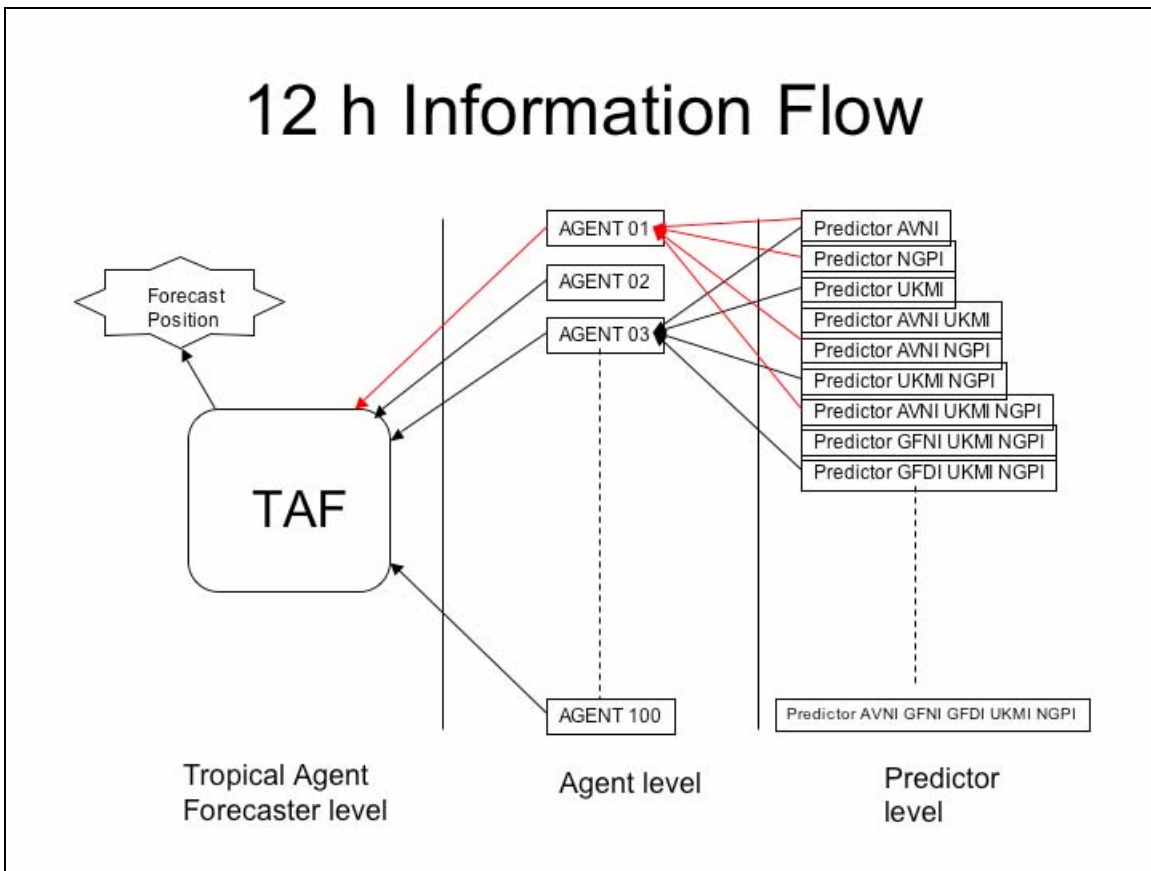 12 h Information Flow
Forecast
Position
TAF
AGENT 01
AGENT 02
AGENT 03
AGENT 100
Predictor AVNI
Predictor NGPI
Predictor UKMI
Predictor AVNI UKMI
Predictor AVNI NGPI
Predictor UKMI NGPI
Predictor AVNI UKMI NGPI
Predictor GFNI UKMI NGPI
Predictor GFDI UKMI NGPI
Predictor AVNI GFNI GFDI UKMI NGPI
Tropical Agent
Forecaster level
Agent level
Predictor
level